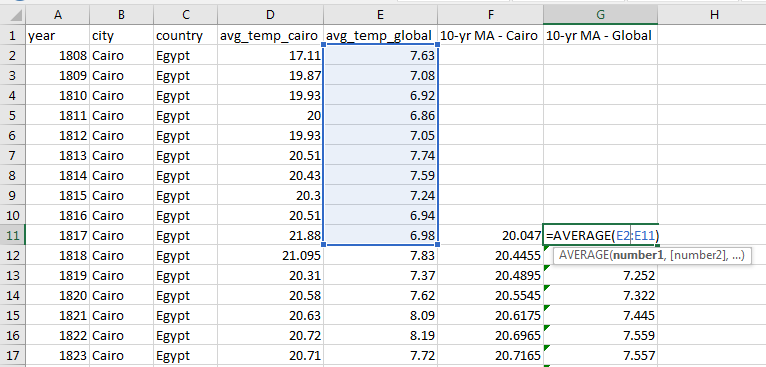 A B C D E F G H
1 year city country avg_temp_cairo avg_temp_global 10-yr MA - Cairo 10-yr MA - Global
2 1808 Cairo Egypt 17.11 7.63
3 1809 Cairo Egypt 19.87 7.08
4 1810 Cairo Egypt 19.93 6.92
5 1811 Cairo Egypt 20 6.86
6 1812 Cairo Egypt 19.93 7.05
7 1813 Cairo Egypt 20.51 7.74
8 1814 Cairo Egypt 20.43 7.59
9 1815 Cairo Egypt 20.3 7.24
10 1816 Cairo Egypt 20.51 6.94
11 1817 Cairo Egypt 21.88 6.98 20.047 =AVERAGE(E2:E11)
12 1818 Cairo Egypt 21.095 7.83 20.4455 AVERAGE(number1, [number2], ...)
13 1819 Cairo Egypt 20.31 7.37 20.4895 7.252
14 1820 Cairo Egypt 20.58 7.62 20.5545 7.322
15 1821 Cairo Egypt 20.63 8.09 20.6175 7.445
16 1822 Cairo Egypt 20.72 8.19 20.6965 7.559
17 1823 Cairo Egypt 20.71 7.72 20.7165 7.557